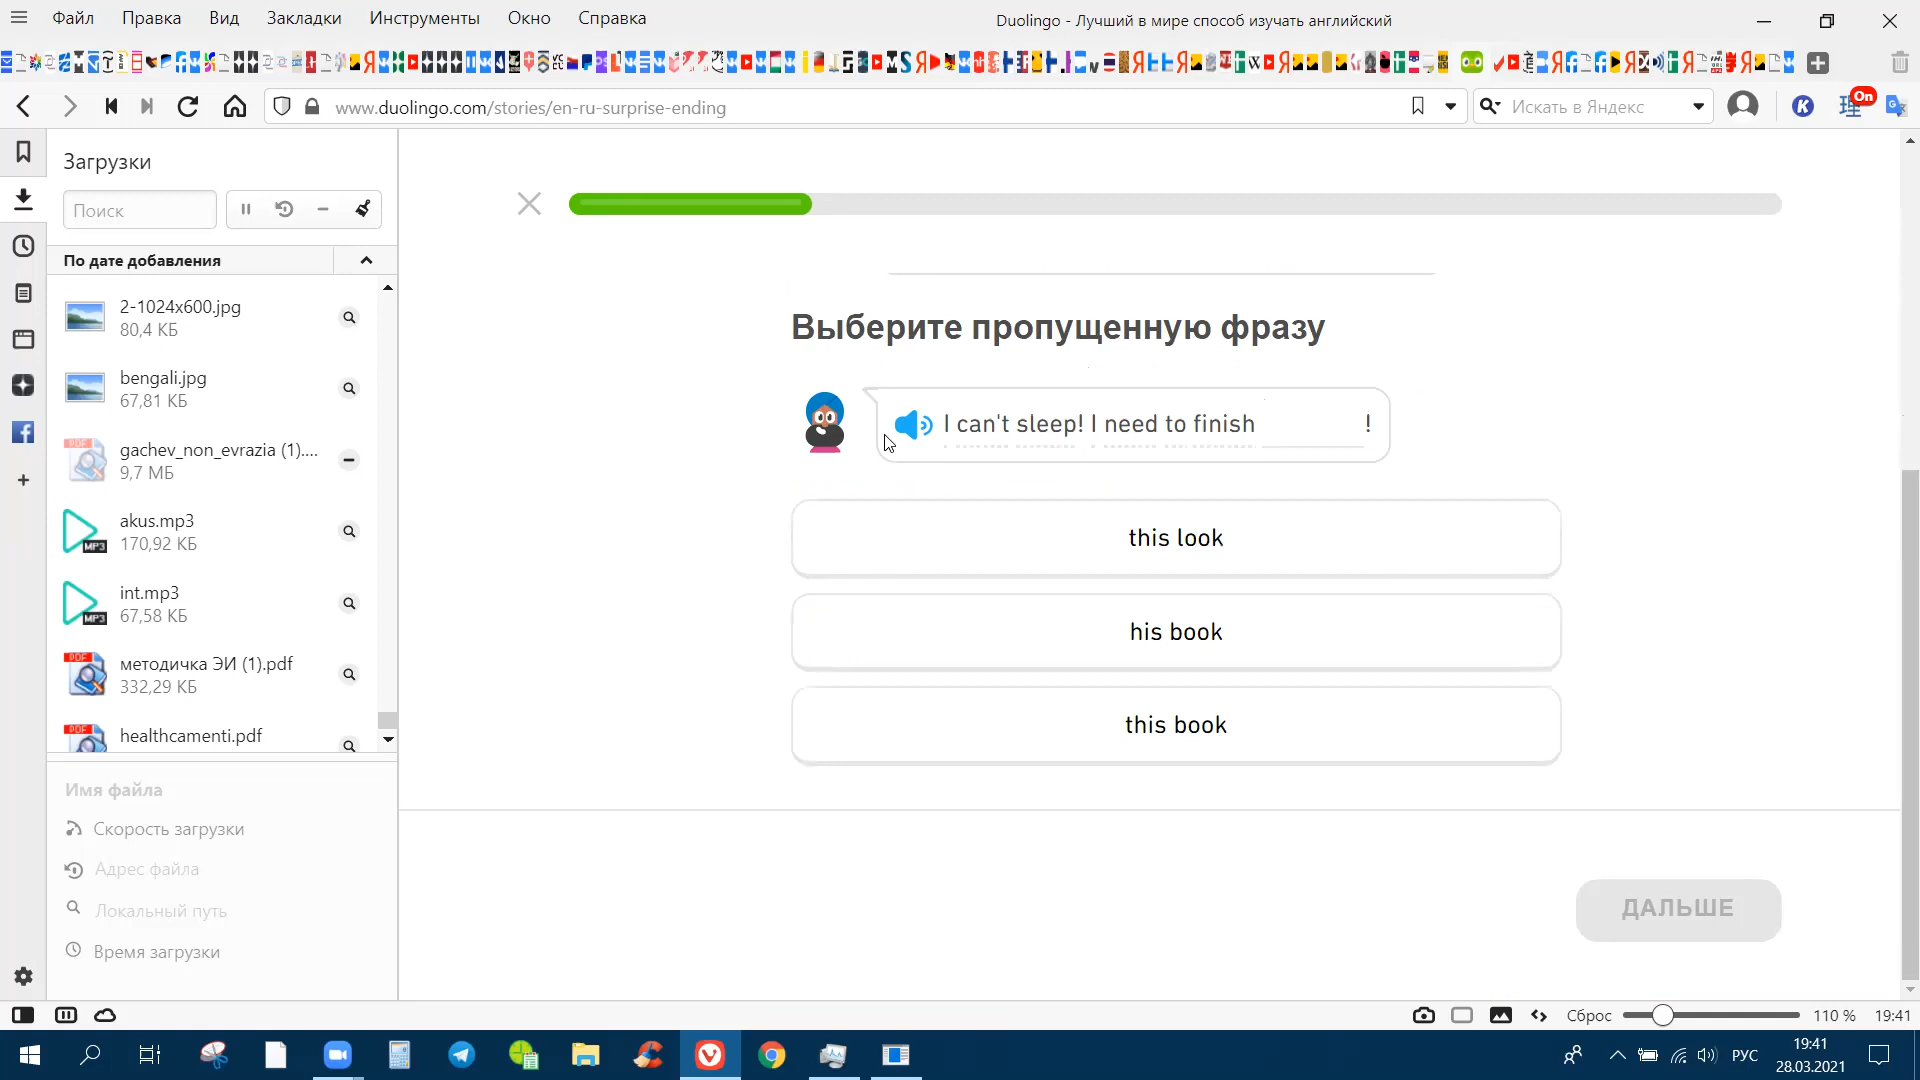 Файл Правка Вид Закладки Инструменты Окно Справка
Duolingo - Лучший в мире способ изучать английский
www.duolingo.com/stories/en-ru-surprise-ending
Искать в Яндекс
On
Загрузки
Поиск
По дате добавления
2-1024x600.jpg
80,4 КБ
bengali.jpg
67,81 КБ
gachev_non_evrazia (1)....
9,7 МБ
akus.mp3
170,92 КБ
int.mp3
67,58 КБ
методичка ЭИ (1).pdf
332,29 КБ
healthcamenti.pdf
Имя файла
Скорость загрузки
Адрес файла
Локальный путь
Время загрузки
Выберите пропущенную фразу
I can't sleep! I need to finish !
this look
his book
this book
ДАЛЬШЕ
Сброс
110 %
19:41
РУС
19:41
28.03.2021